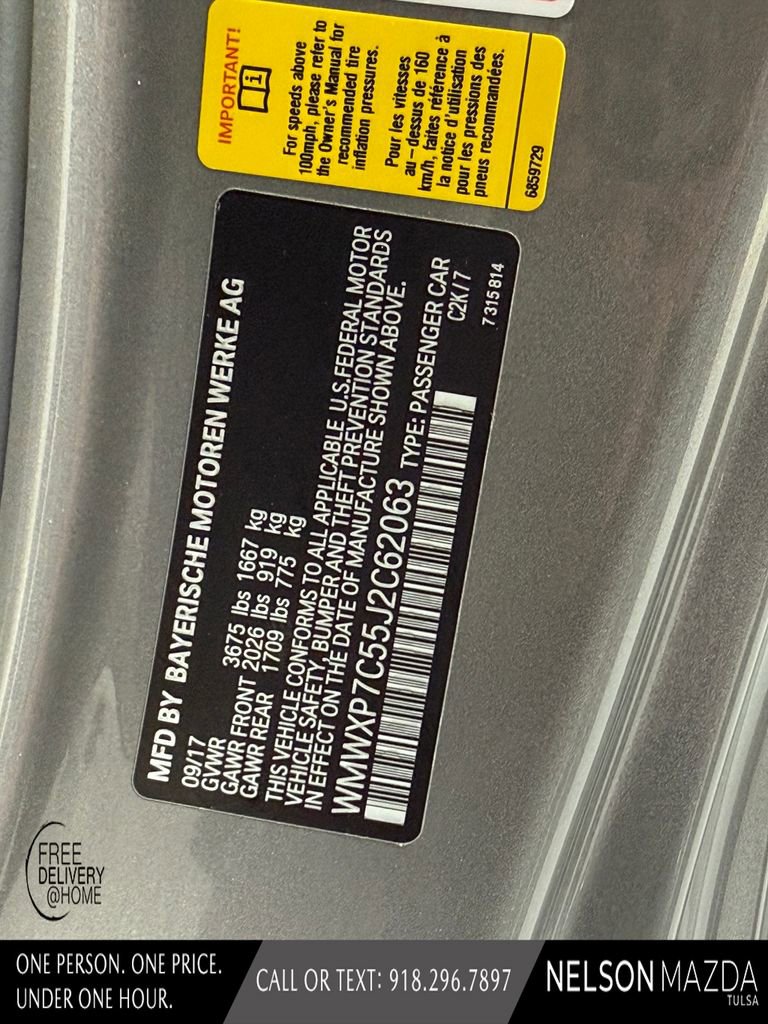 IMPORTANT!
For speeds above
100mph, please refer to
the Owner's Manual for
recommended tire
inflation pressures.
Pour les vitesses
au-dessus de 160
km/h, faites référence à
la notice d'utilisation
pour les pressions des
pneus recommandées.
6859729
MFD BY BAYERISCHE MOTOREN WERKE AG
09/17
GVWR 3675 lbs 1667 kg
GAWR FRONT 2026 lbs 919 kg
GAWR REAR 1709 lbs 775 kg
THIS VEHICLE CONFORMS TO ALL APPLICABLE U.S. FEDERAL MOTOR
VEHICLE SAFETY, BUMPER AND THEFT PREVENTION STANDARDS
IN EFFECT ON THE DATE OF MANUFACTURE SHOWN ABOVE.
WMWXP7C55J2C62063 TYPE: PASSENGER CAR
C2K/7
7315814
FREE
DELIVERY
@HOME
ONE PERSON. ONE PRICE.
UNDER ONE HOUR.
CALL OR TEXT: 918.296.7897
NELSON MAZDA
TULSA